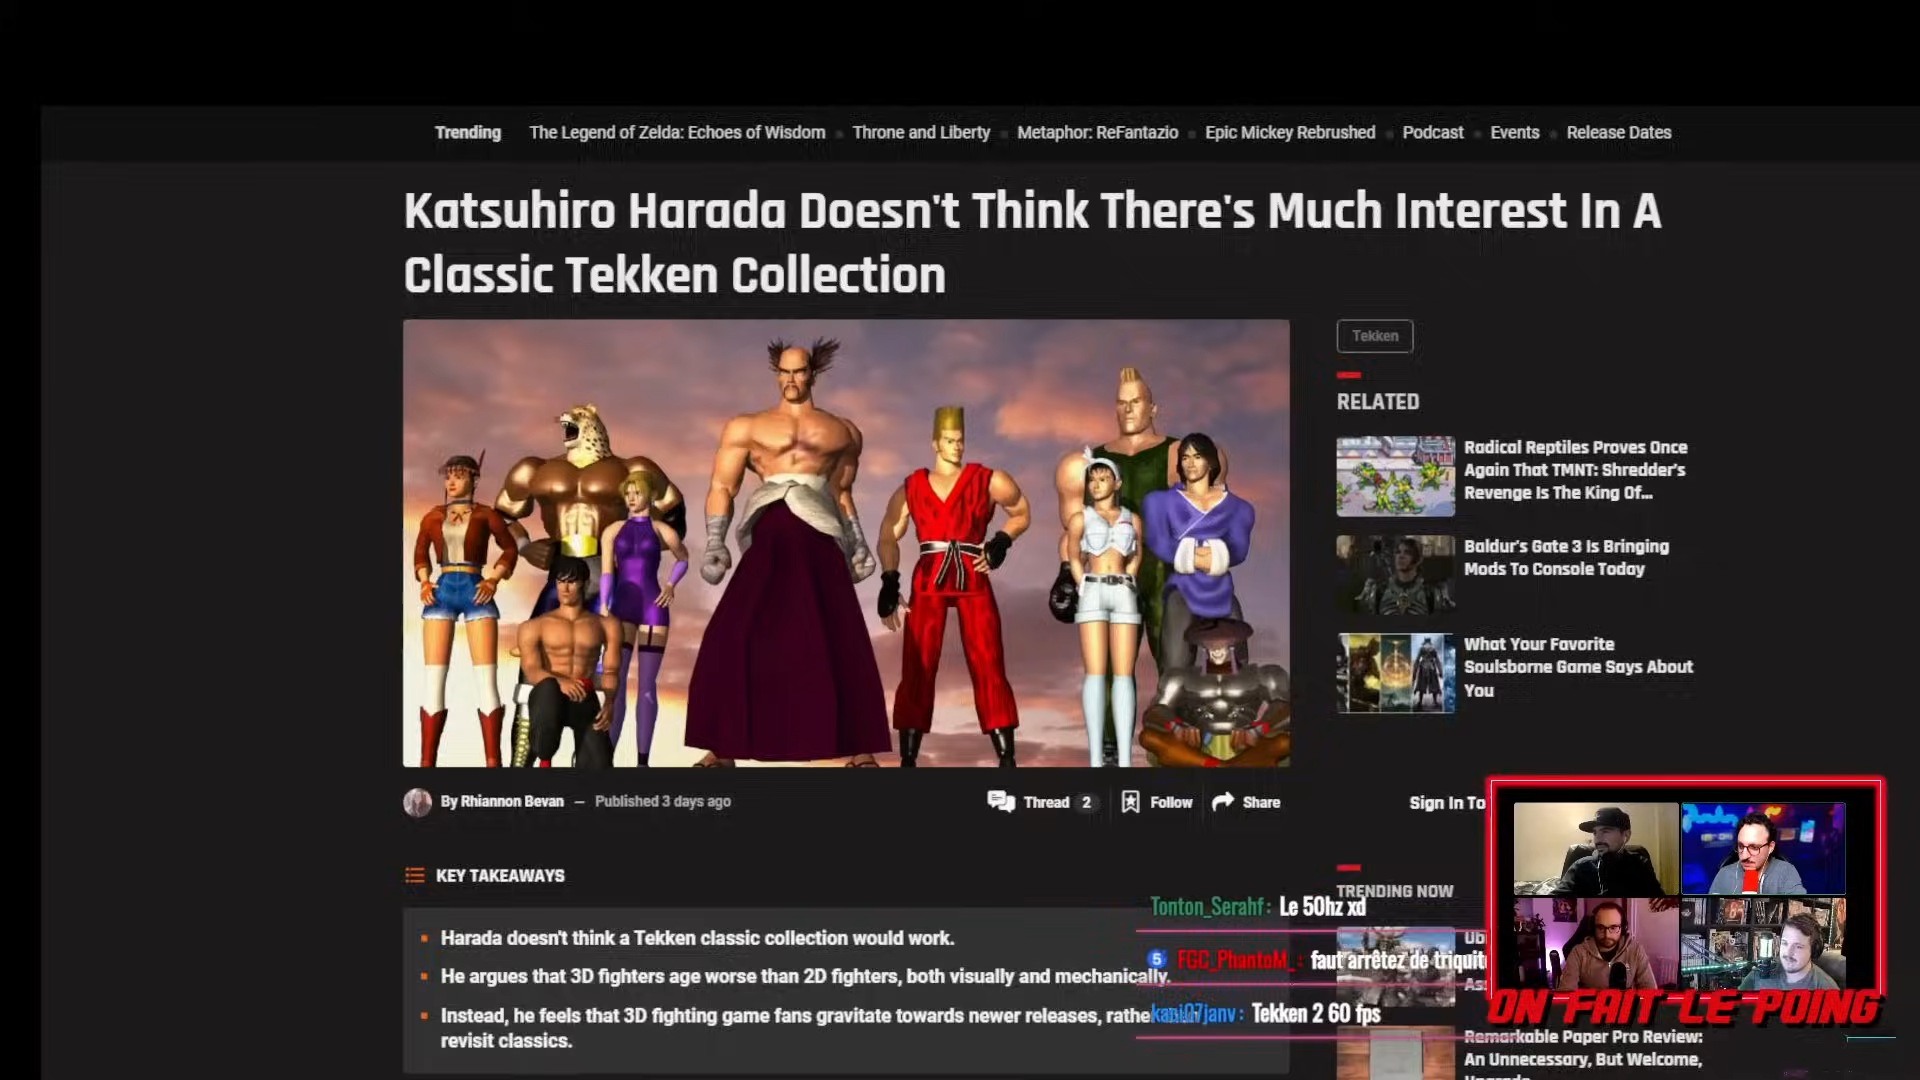 Trending The Legend of Zelda: Echoes of Wisdom Throne and Liberty Metaphor: ReFantazio Epic Mickey Rebrushed Podcast Events Release Dates
Katsuhiro Harada Doesn't Think There's Much Interest In A
Classic Tekken Collection
Tekken
RELATED
Radical Reptiles Proves Once
Again That TMNT: Shredder's
Revenge Is The King Of...
Baldur's Gate 3 Is Bringing
Mods To Console Today
What Your Favorite
Soulsborne Game Says About
You
By Rhiannon Bevan — Published 3 days ago
Thread 2 Follow Share
Sign In To
KEY TAKEAWAYS
Harada doesn't think a Tekken classic collection would work.
He argues that 3D fighters age worse than 2D fighters, both visually and mechanically.
Instead, he feels that 3D fighting game fans gravitate towards newer releases, rathe
revisit classics.
TRENDING NOW
Tonton_Serahf: Le 50hz xd
5 FGC_PhantoM_: faut arrêtez de triquit
kani07janv: Tekken 2 60 fps
Remarkable Paper Pro Review:
An Unnecessary, But Welcome,
ON FAIT LE POING